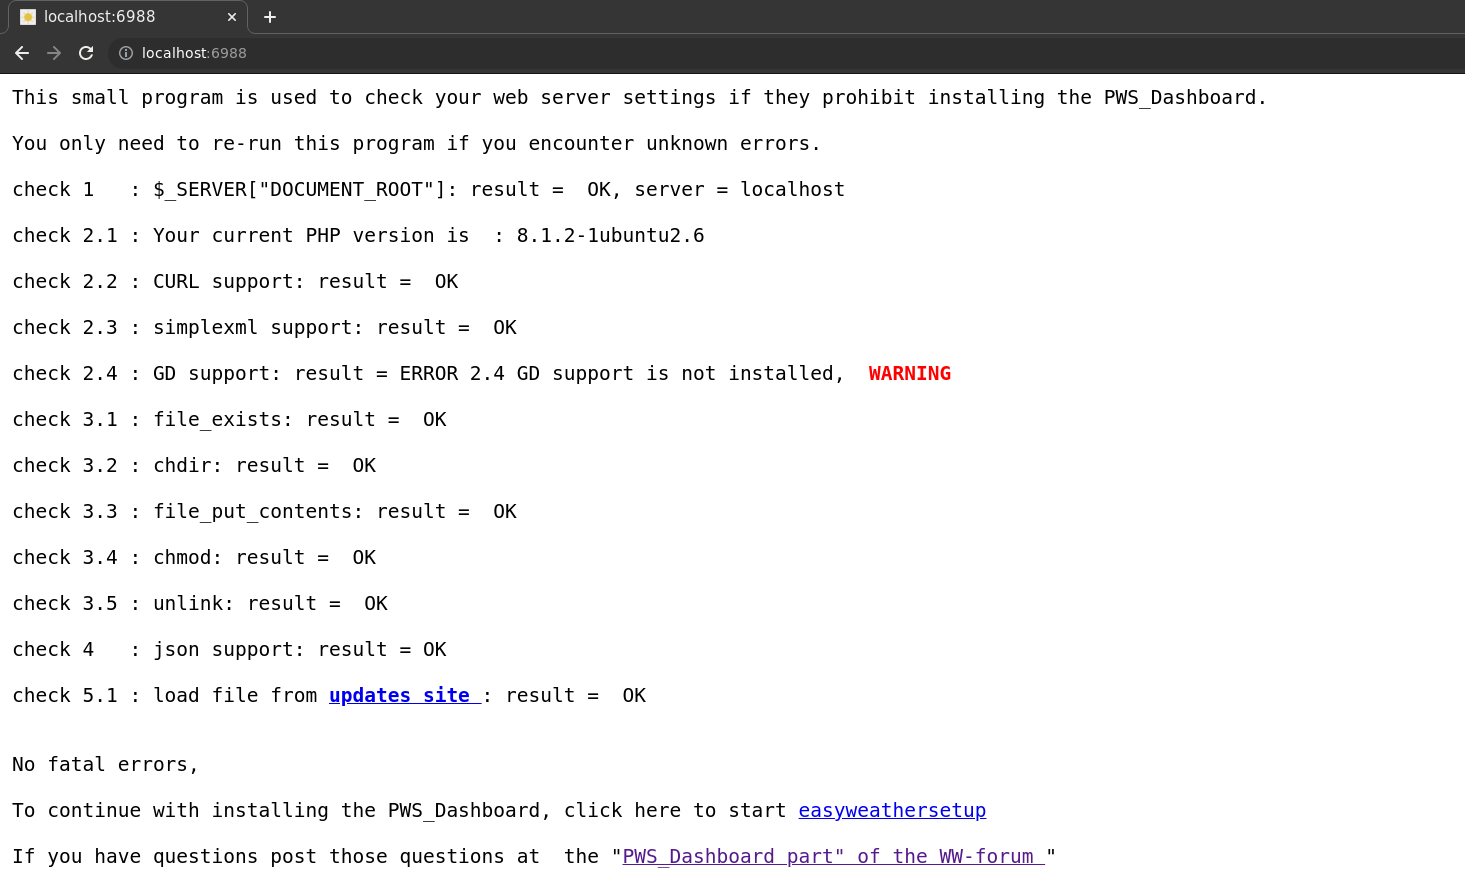 localhost:6988
localhost:6988
This small program is used to check your web server settings if they prohibit installing the PWS_Dashboard.
You only need to re-run this program if you encounter unknown errors.
check 1   : $_SERVER["DOCUMENT_ROOT"]: result =  OK, server = localhost
check 2.1 : Your current PHP version is  : 8.1.2-1ubuntu2.6
check 2.2 : CURL support: result =  OK
check 2.3 : simplexml support: result =  OK
check 2.4 : GD support: result = ERROR 2.4 GD support is not installed,  WARNING
check 3.1 : file_exists: result =  OK
check 3.2 : chdir: result =  OK
check 3.3 : file_put_contents: result =  OK
check 3.4 : chmod: result =  OK
check 3.5 : unlink: result =  OK
check 4   : json support: result = OK
check 5.1 : load file from updates site : result =  OK
No fatal errors,
To continue with installing the PWS_Dashboard, click here to start easyweathersetup
If you have questions post those questions at  the "PWS_Dashboard part" of the WW-forum "